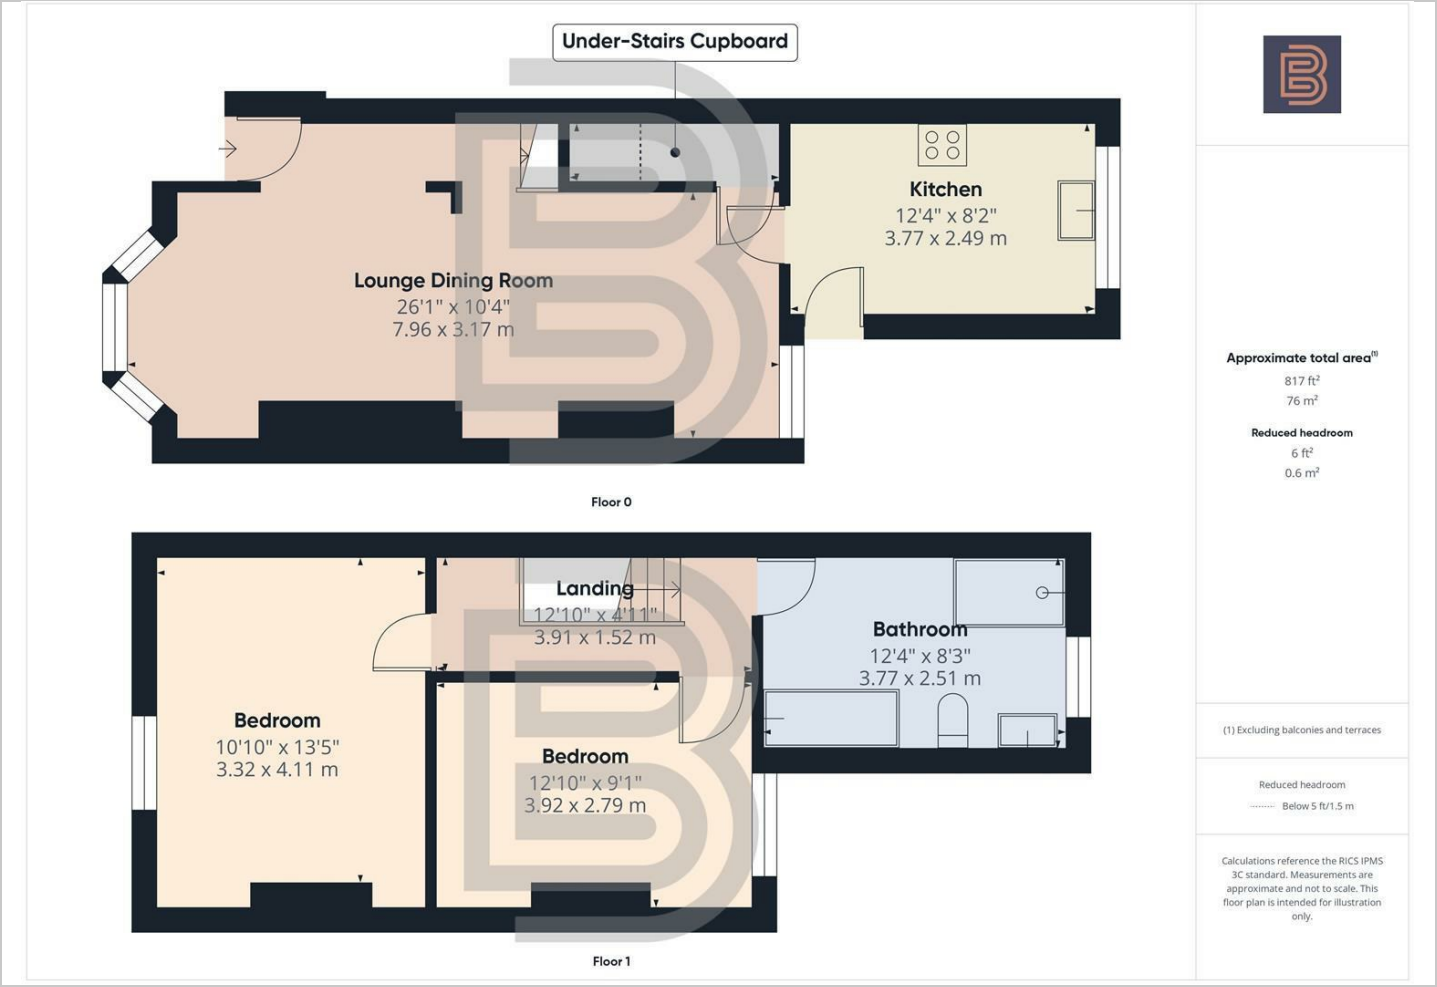 Under-Stairs Cupboard
Kitchen
12'4" x 8'2"
3.77 x 2.49 m
Lounge Dining Room
26'1" x 10'4"
7.96 x 3.17 m
Floor 0
Landing
12'10" x 4'11"
3.91 x 1.52 m
Bathroom
12'4" x 8'3"
3.77 x 2.51 m
Bedroom
10'10" x 13'5"
3.32 x 4.11 m
Bedroom
12'10" x 9'1"
3.92 x 2.79 m
Floor 1
B
Approximate total area(1)
817 ft²
76 m²
Reduced headroom
6 ft²
0.6 m²
(1) Excluding balconies and terraces
Reduced headroom
Below 5 ft/1.5 m
Calculations reference the RICS IPMS
3C standard. Measurements are
approximate and not to scale. This
floor plan is intended for illustration
only.